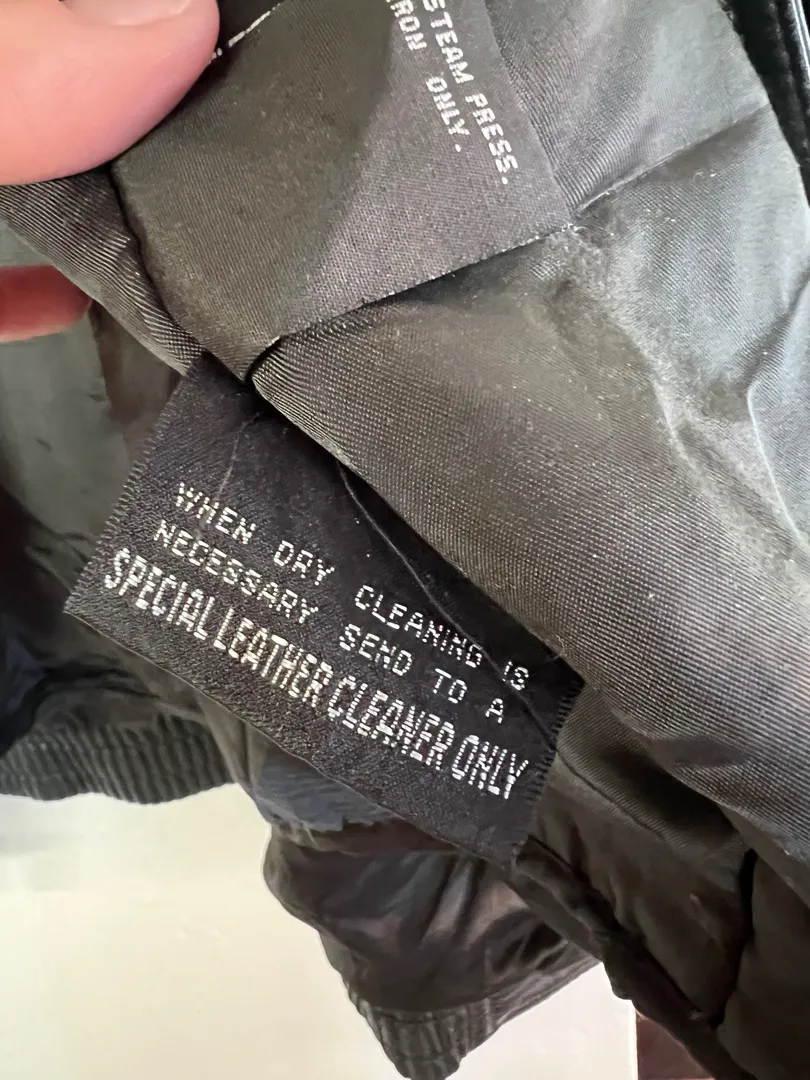 STEAM PRESS.
IRON ONLY.
WHEN DRY CLEANING IS
NECESSARY SEND TO A
SPECIAL LEATHER CLEANER ONLY